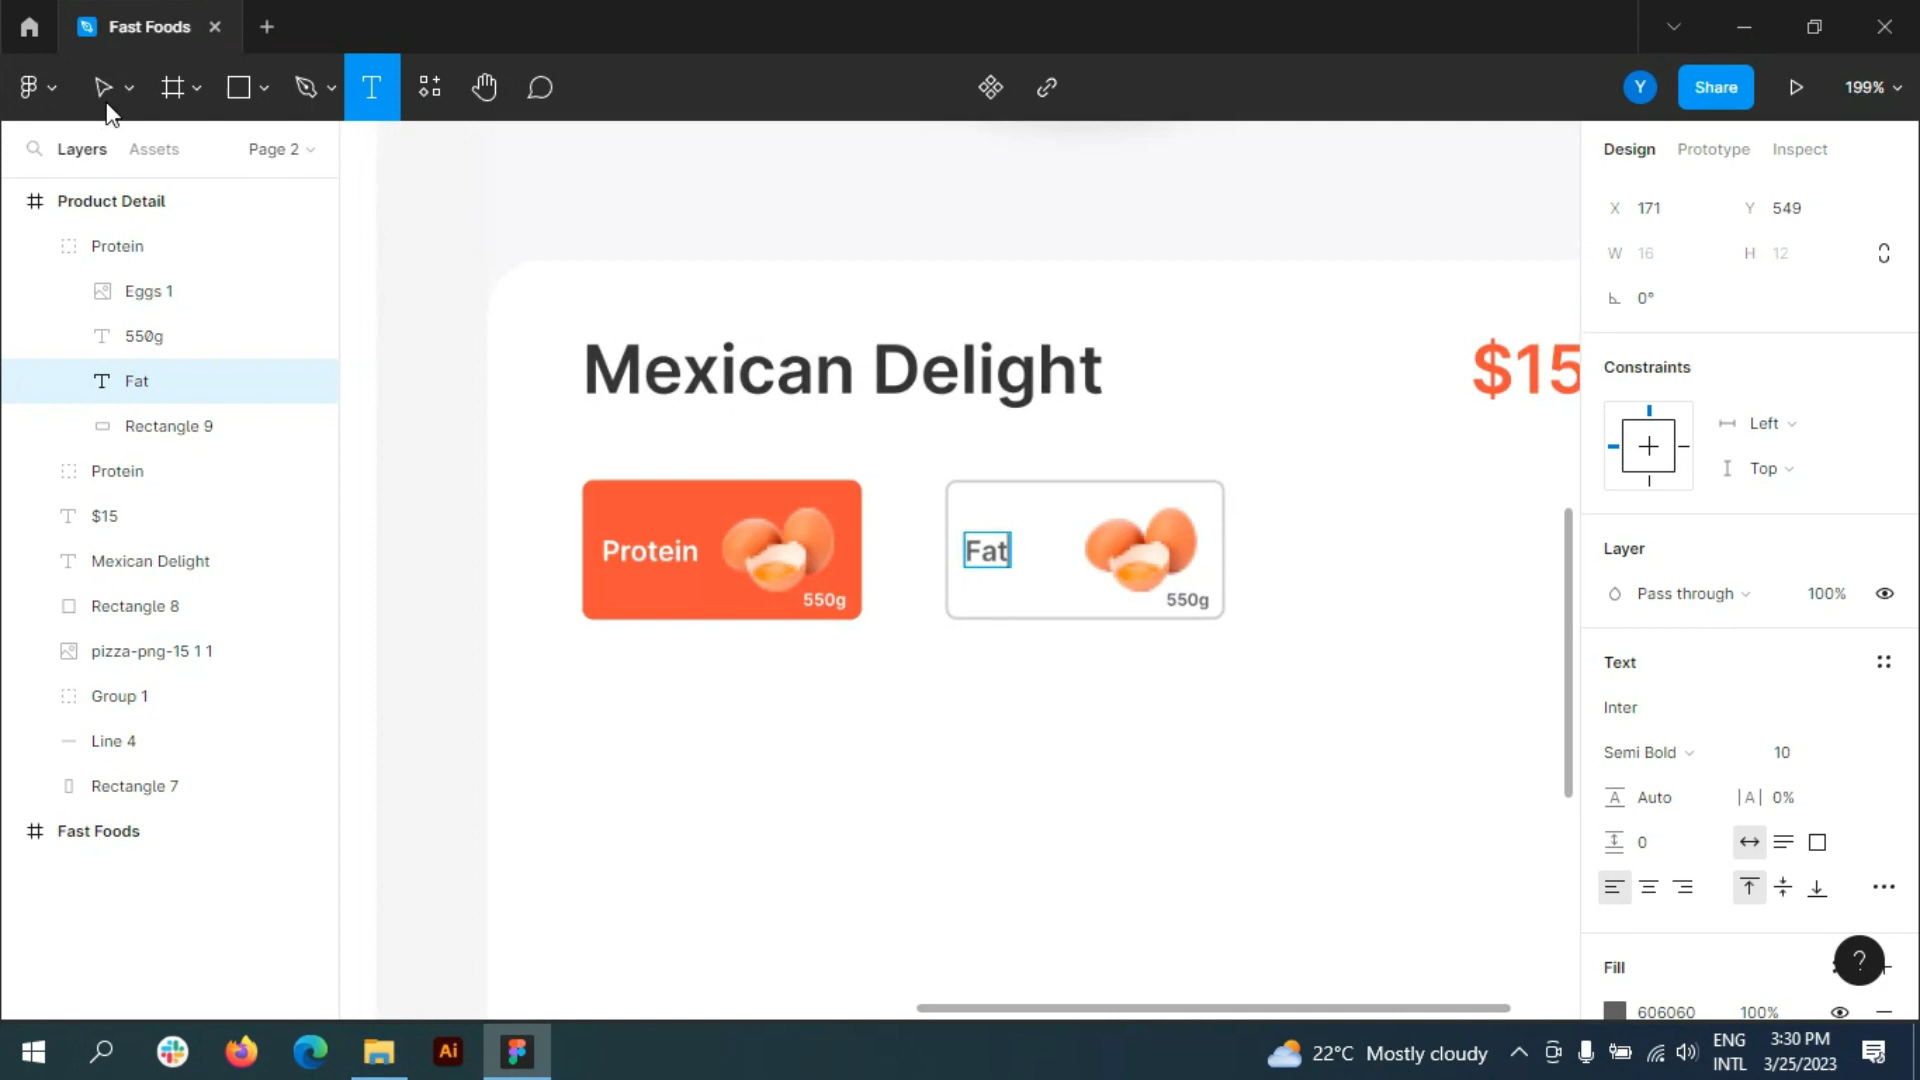 Fast Foods
Y
Share
199%
Layers
Assets
Page 2
Product Detail
Protein
Eggs 1
550g
Fat
Rectangle 9
Protein
$15
Mexican Delight
Rectangle 8
pizza-png-15 1 1
Group 1
Line 4
Rectangle 7
Fast Foods
Mexican Delight
$15
Protein
550g
Fat
550g
Design
Prototype
Inspect
X 171
Y 549
W 16
H 12
0°
Constraints
Left
Top
Layer
Pass through
100%
Text
Inter
Semi Bold
10
A Auto
|A| 0%
0
Fill
?
606060
100%
Ai
22°C Mostly cloudy
ENG
INTL
3:30 PM
3/25/2023